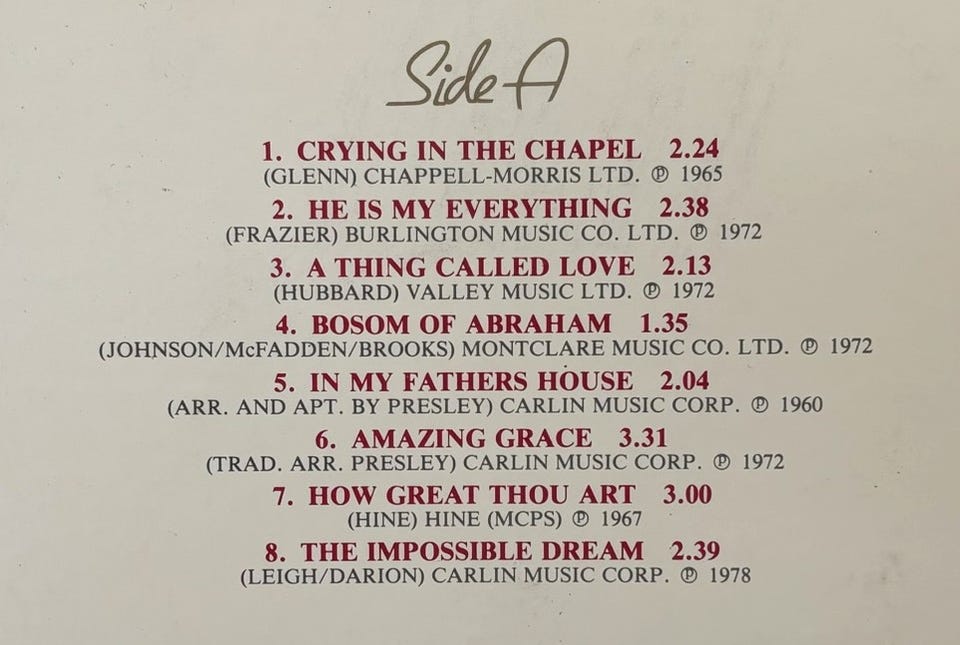 Side A
1. CRYING IN THE CHAPEL 2.24
(GLENN) CHAPPELL-MORRIS LTD. ℗ 1965
2. HE IS MY EVERYTHING 2.38
(FRAZIER) BURLINGTON MUSIC CO. LTD. ℗ 1972
3. A THING CALLED LOVE 2.13
(HUBBARD) VALLEY MUSIC LTD. ℗ 1972
4. BOSOM OF ABRAHAM 1.35
(JOHNSON/McFADDEN/BROOKS) MONTCLARE MUSIC CO. LTD. ℗ 1972
5. IN MY FATHERS HOUSE 2.04
(ARR. AND APT. BY PRESLEY) CARLIN MUSIC CORP. ℗ 1960
6. AMAZING GRACE 3.31
(TRAD. ARR. PRESLEY) CARLIN MUSIC CORP. ℗ 1972
7. HOW GREAT THOU ART 3.00
(HINE) HINE (MCPS) ℗ 1967
8. THE IMPOSSIBLE DREAM 2.39
(LEIGH/DARION) CARLIN MUSIC CORP. ℗ 1978